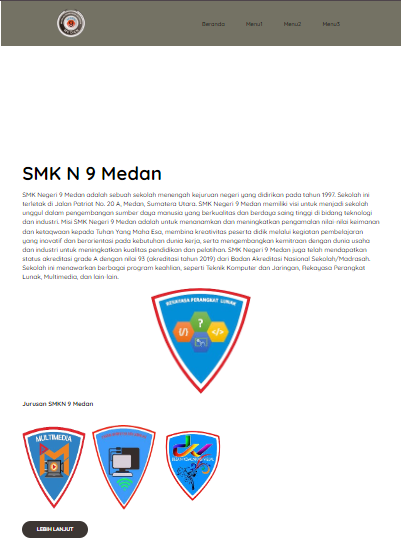 Beranda Menu1 Menu2 Menu3
SMK N 9 Medan
SMK Negeri 9 Medan adalah sebuah sekolah menengah kejuruan negeri yang didirikan pada tahun 1997. Sekolah ini
terletak di Jalan Patriot No. 20 A, Medan, Sumatera Utara. SMK Negeri 9 Medan memiliki visi untuk menjadi sekolah
unggul dalam pengembangan sumber daya manusia yang berkualitas dan berdaya saing tinggi di bidang teknologi
dan industri. Misi SMK Negeri 9 Medan adalah untuk menanamkan dan meningkatkan pengamalan nilai-nilai keimanan
dan ketaqwaan kepada Tuhan Yang Maha Esa, membina kreativitas peserta didik melalui kegiatan pembelajaran
yang inovatif dan berorientasi pada kebutuhan dunia kerja, serta mengembangkan kemitraan dengan dunia usaha
dan industri untuk meningkatkan kualitas pendidikan dan pelatihan. SMK Negeri 9 Medan juga telah mendapatkan
status akreditasi grade A dengan nilai 93 (akreditasi tahun 2019) dari Badan Akreditasi Nasional Sekolah/Madrasah.
Sekolah ini menawarkan berbagai program keahlian, seperti Teknik Komputer dan Jaringan, Rekayasa Perangkat
Lunak, Multimedia, dan lain-lain.
REKAYASA PERANGKAT LUNAK
?
</>
Jurusan SMKN 9 Medan
MULTIMEDIA
LEBIH LANJUT